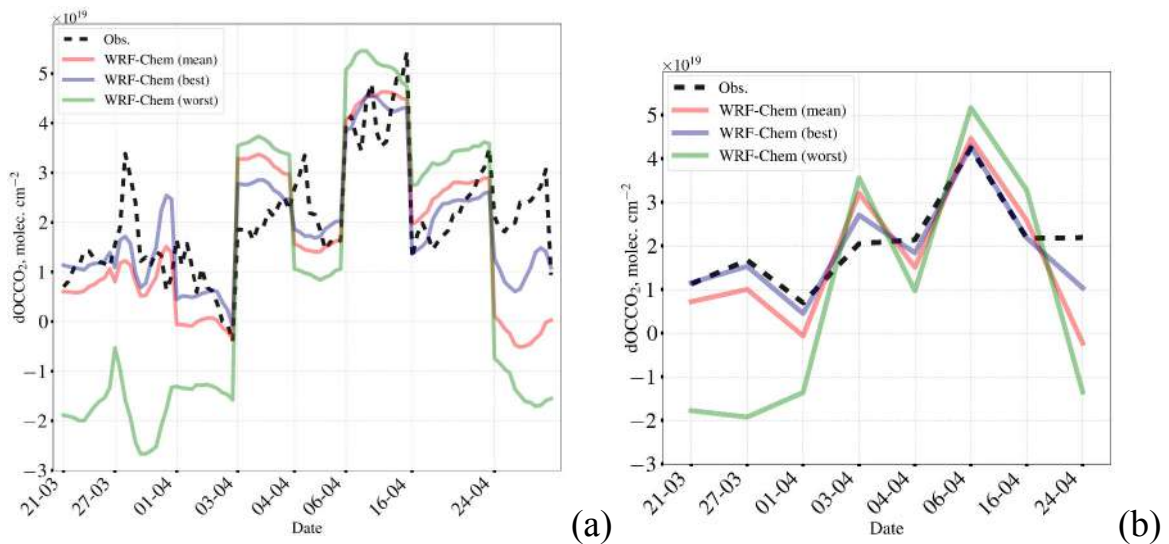 ×10¹⁹
Obs.
WRF-Chem (mean)
WRF-Chem (best)
WRF-Chem (worst)
dOCCO₂, molec. cm⁻²
5
4
3
2
1
0
−1
−2
−3
21-03
27-03
01-04
03-04
04-04
06-04
16-04
24-04
Date
(a)
×10¹⁹
Obs.
WRF-Chem (mean)
WRF-Chem (best)
WRF-Chem (worst)
dOCCO₂, molec. cm⁻²
5
4
3
2
1
0
−1
−2
−3
21-03
27-03
01-04
03-04
04-04
06-04
16-04
24-04
Date
(b)